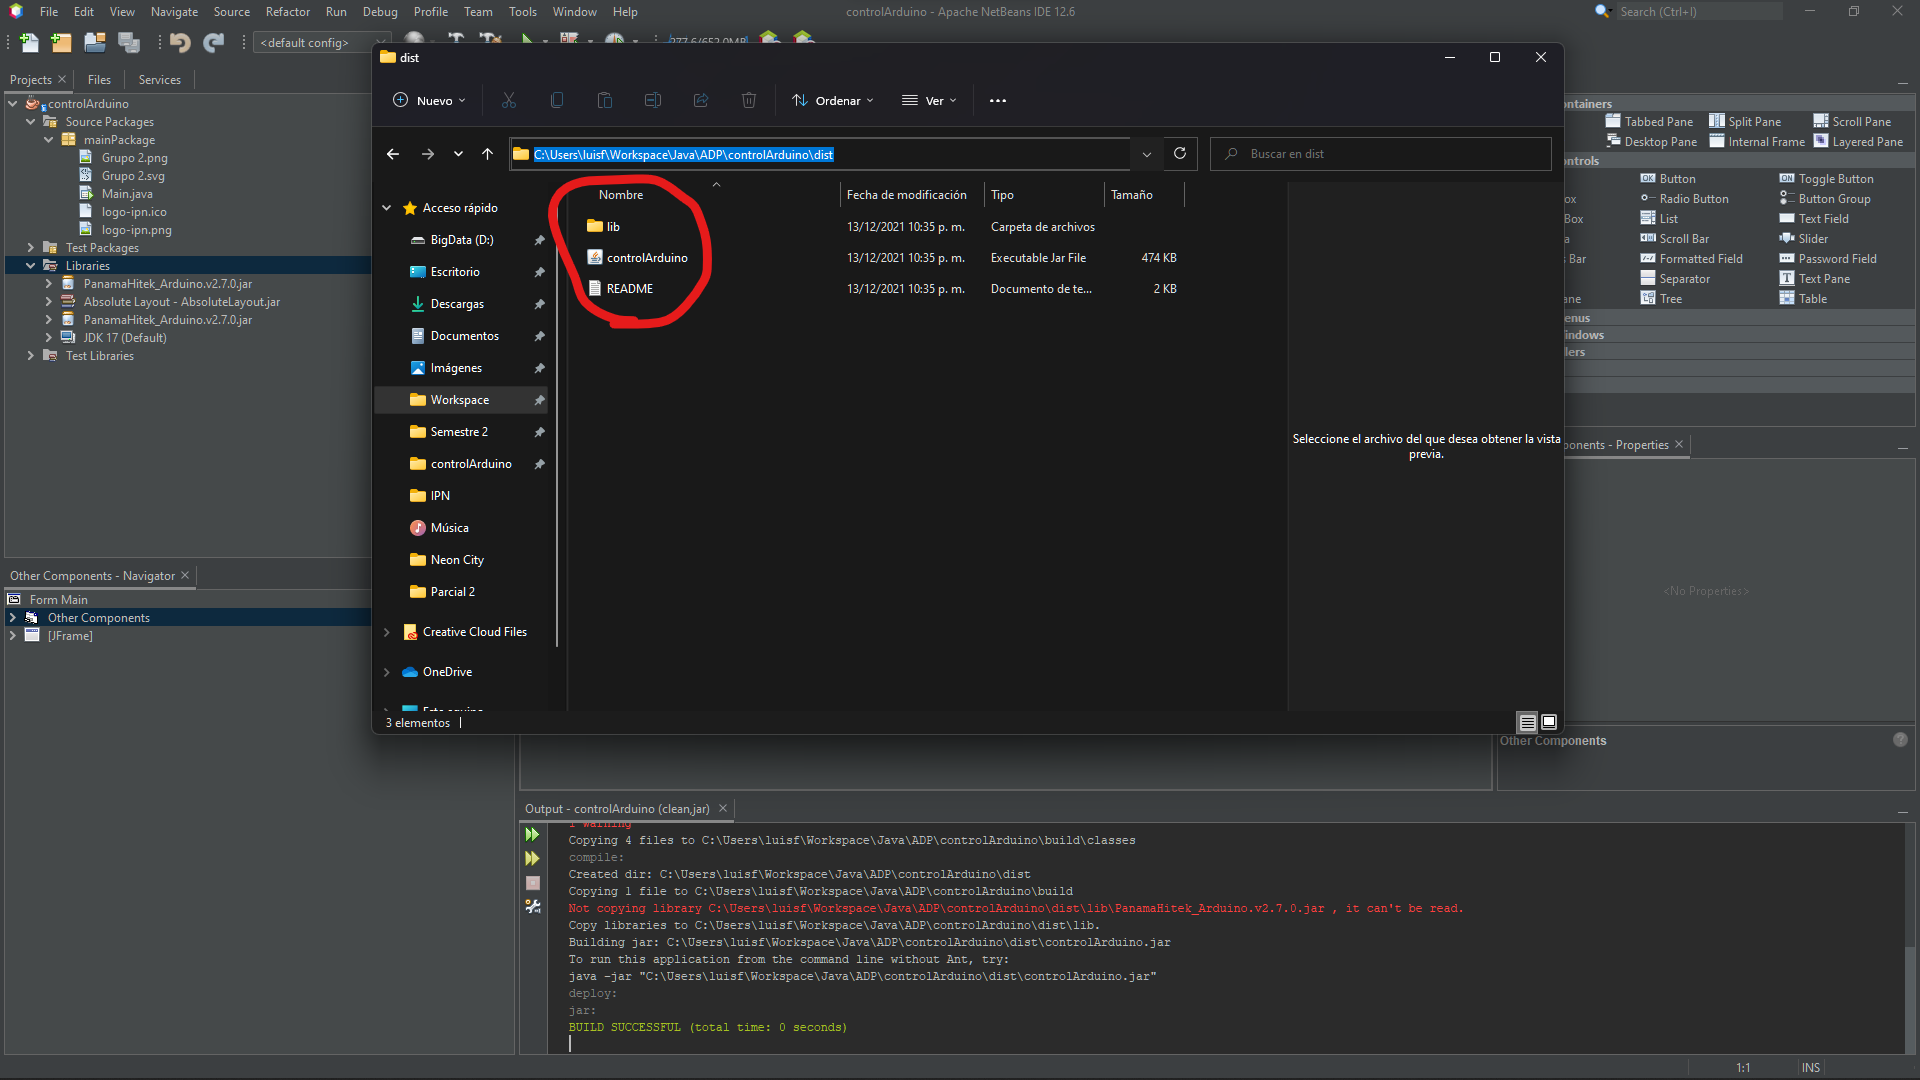 File Edit View Navigate Source Refactor Run Debug Profile Team Tools Window Help
controlArduino - Apache NetBeans IDE 12.6
Search (Ctrl+I)
<default config>
277.6/652.0MB
Projects
Files
Services
controlArduino
Source Packages
mainPackage
Grupo 2.png
Grupo 2.svg
Main.java
logo-ipn.ico
logo-ipn.png
Test Packages
Libraries
PanamaHitek_Arduino.v2.7.0.jar
Absolute Layout - AbsoluteLayout.jar
PanamaHitek_Arduino.v2.7.0.jar
JDK 17 (Default)
Test Libraries
Other Components - Navigator
Form Main
Other Components
[JFrame]
dist
Nuevo
Ordenar
Ver
C:\Users\luisf\Workspace\Java\ADP\controlArduino\dist
Buscar en dist
Acceso rápido
BigData (D:)
Escritorio
Descargas
Documentos
Imágenes
Workspace
Semestre 2
controlArduino
IPN
Música
Neon City
Parcial 2
Creative Cloud Files
OneDrive
Este equipo
Nombre Fecha de modificación Tipo Tamaño
lib 13/12/2021 10:35 p. m. Carpeta de archivos
controlArduino 13/12/2021 10:35 p. m. Executable Jar File 474 KB
README 13/12/2021 10:35 p. m. Documento de te... 2 KB
Seleccione el archivo del que desea obtener la vista
previa.
3 elementos
ontainers
Tabbed Pane Split Pane Scroll Pane
Desktop Pane Internal Frame Layered Pane
ontrols
Button Toggle Button
ox Radio Button Button Group
Box List Text Field
a Scroll Bar Slider
s Bar Formatted Field Password Field
Separator Text Pane
ane Tree Table
enus
indows
lers
ponents - Properties
<No Properties>
Other Components
Output - controlArduino (clean,jar)
1 warning
Copying 4 files to C:\Users\luisf\Workspace\Java\ADP\controlArduino\build\classes
compile:
Created dir: C:\Users\luisf\Workspace\Java\ADP\controlArduino\dist
Copying 1 file to C:\Users\luisf\Workspace\Java\ADP\controlArduino\build
Not copying library C:\Users\luisf\Workspace\Java\ADP\controlArduino\dist\lib\PanamaHitek_Arduino.v2.7.0.jar , it can't be read.
Copy libraries to C:\Users\luisf\Workspace\Java\ADP\controlArduino\dist\lib.
Building jar: C:\Users\luisf\Workspace\Java\ADP\controlArduino\dist\controlArduino.jar
To run this application from the command line without Ant, try:
java -jar "C:\Users\luisf\Workspace\Java\ADP\controlArduino\dist\controlArduino.jar"
deploy:
jar:
BUILD SUCCESSFUL (total time: 0 seconds)
1:1 INS